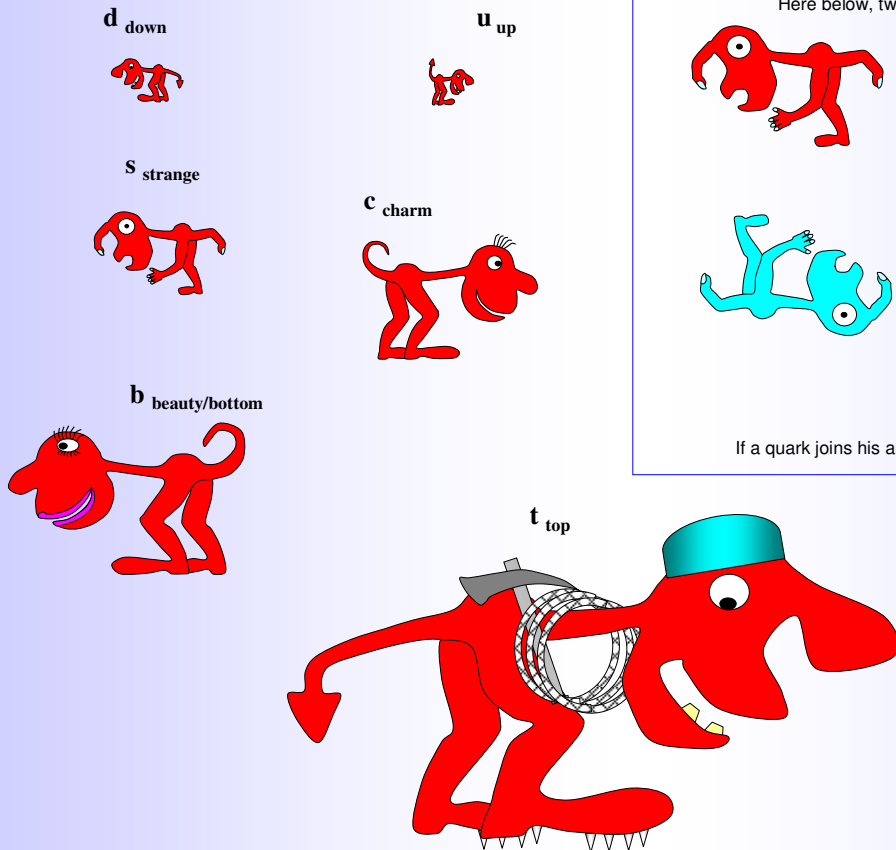 d down
u up
s strange
c charm
b beauty/bottom
t top
Here below, tw
If a quark joins his a